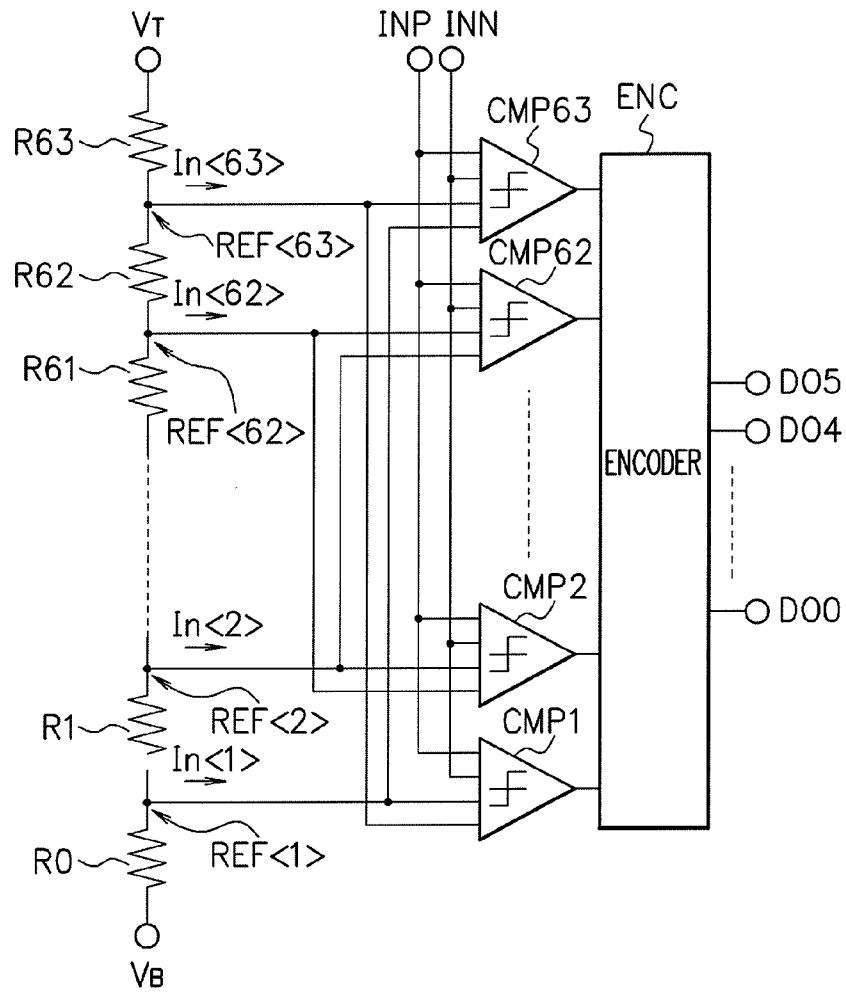 VT
INP INN
R63
In<63>
CMP63
ENC
REF<63>
R62
In<62>
CMP62
R61
REF<62>
DO5
DO4
ENCODER
In<2>
CMP2
DO0
R1
REF<2>
In<1>
CMP1
R0
REF<1>
VB